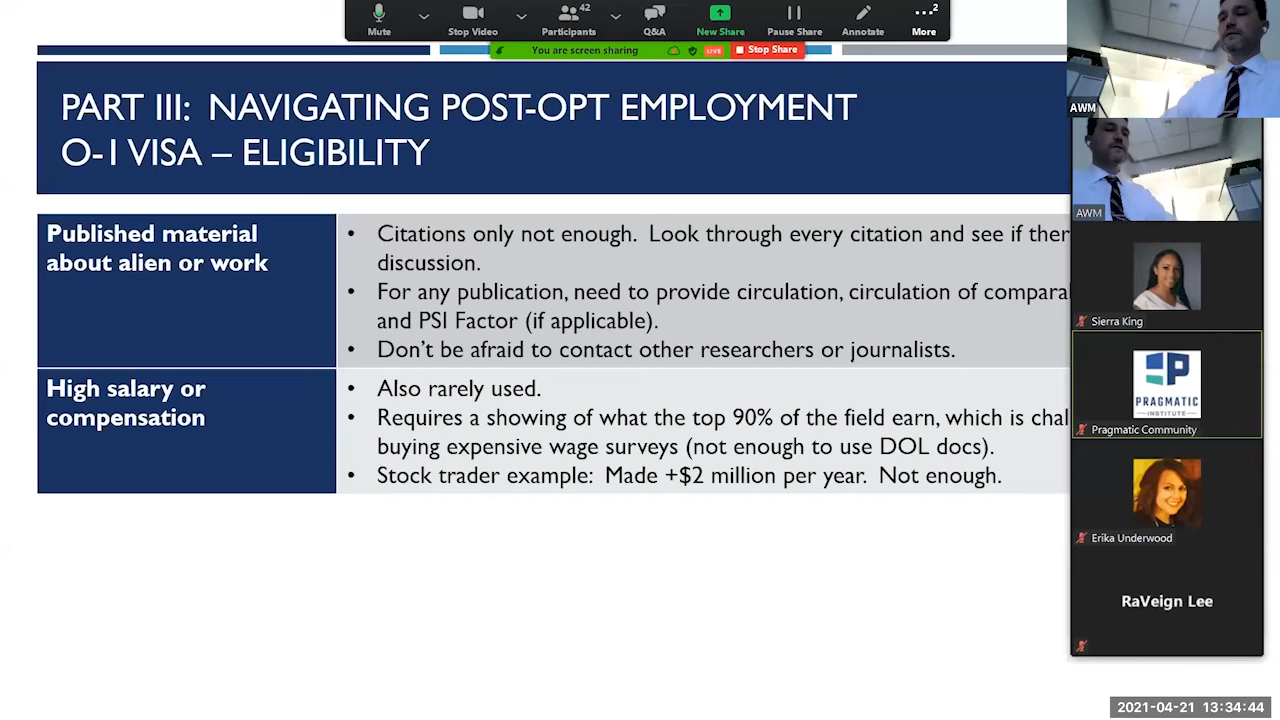 Mute
Stop Video
42
Participants
Q&A
New Share
Pause Share
Annotate
2
More
You are screen sharing
LIVE
Stop Share
PART III: NAVIGATING POST-OPT EMPLOYMENT
O-1 VISA – ELIGIBILITY
Published material
about alien or work
• Citations only not enough. Look through every citation and see if ther
discussion.
• For any publication, need to provide circulation, circulation of compara
and PSI Factor (if applicable).
• Don't be afraid to contact other researchers or journalists.
High salary or
compensation
• Also rarely used.
• Requires a showing of what the top 90% of the field earn, which is chal
buying expensive wage surveys (not enough to use DOL docs).
• Stock trader example: Made +$2 million per year. Not enough.
AWM
AWM
Sierra King
PRAGMATIC
INSTITUTE
Pragmatic Community
Erika Underwood
RaVeign Lee
2021-04-21 13:34:44